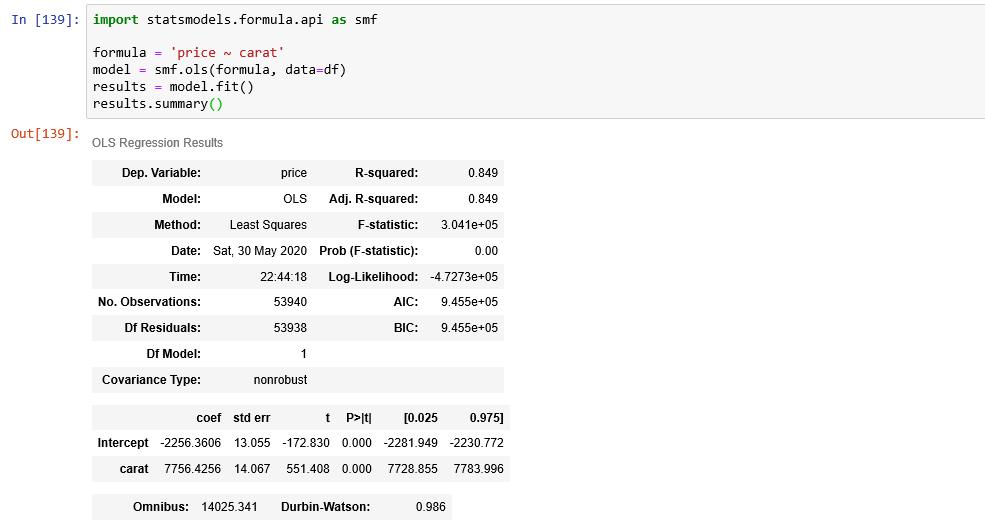 In [139]: import statsmodels.formula.api as smf
formula = 'price ~ carat'
model = smf.ols(formula, data=df)
results = model.fit()
results.summary()
Out[139]:
OLS Regression Results
Dep. Variable: price R-squared: 0.849
Model: OLS Adj. R-squared: 0.849
Method: Least Squares F-statistic: 3.041e+05
Date: Sat, 30 May 2020 Prob (F-statistic): 0.00
Time: 22:44:18 Log-Likelihood: -4.7273e+05
No. Observations: 53940 AIC: 9.455e+05
Df Residuals: 53938 BIC: 9.455e+05
Df Model: 1
Covariance Type: nonrobust
coef std err t P>|t| [0.025 0.975]
Intercept -2256.3606 13.055 -172.830 0.000 -2281.949 -2230.772
carat 7756.4256 14.067 551.408 0.000 7728.855 7783.996
Omnibus: 14025.341 Durbin-Watson: 0.986